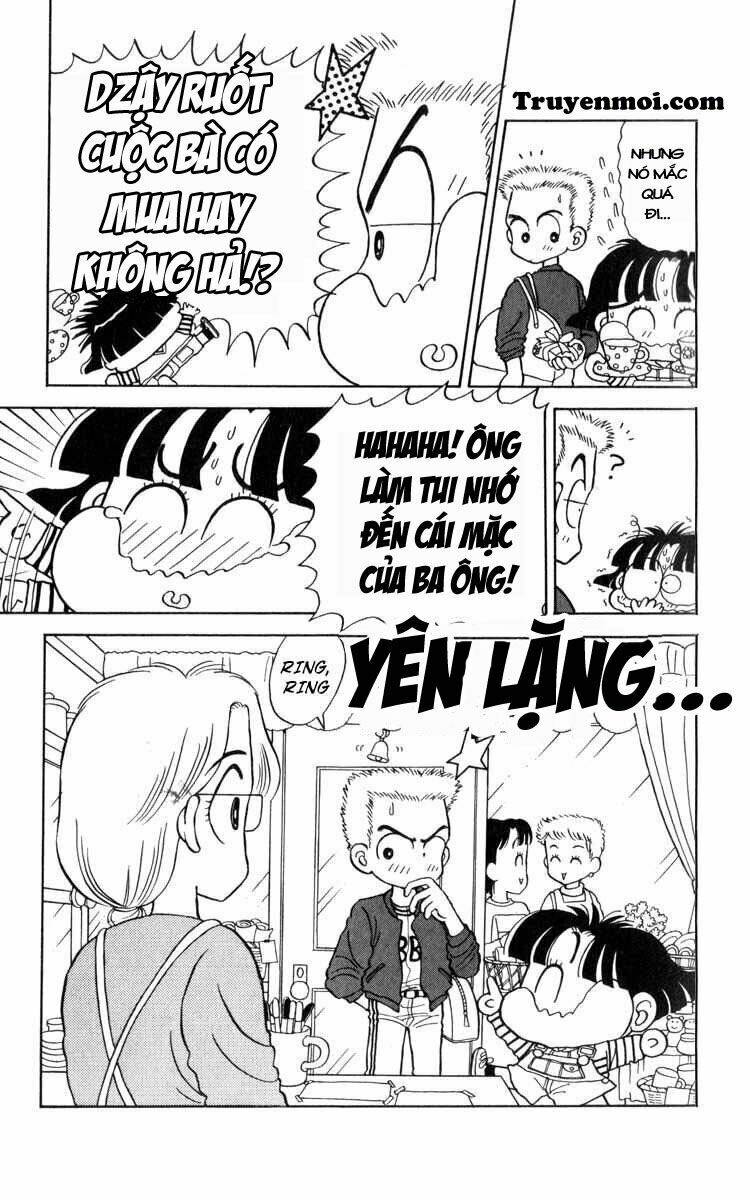 Truyenmoi.com
DZẬY RUỐT
CUỘC BÀ CÓ
MUA HAY
KHÔNG HẢ!?
NHƯNG
NÓ MẮC
QUÁ
ĐI...
HAHAHA! ÔNG
LÀM TUI NHỚ
ĐẾN CÁI MẶC
CỦA BA ÔNG!
?
RING,
RING
YÊN LẶNG...
BB